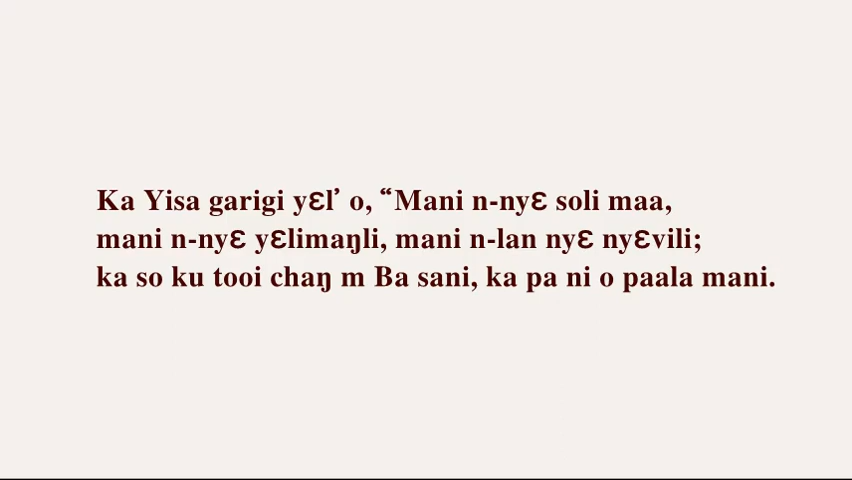 Ka Yisa garigi yɛl’ o, “Mani n-nyɛ soli maa,
mani n-nyɛ yɛlimaŋli, mani n-lan nyɛ nyɛvili;
ka so ku tooi chaŋ m Ba sani, ka pa ni o paala mani.